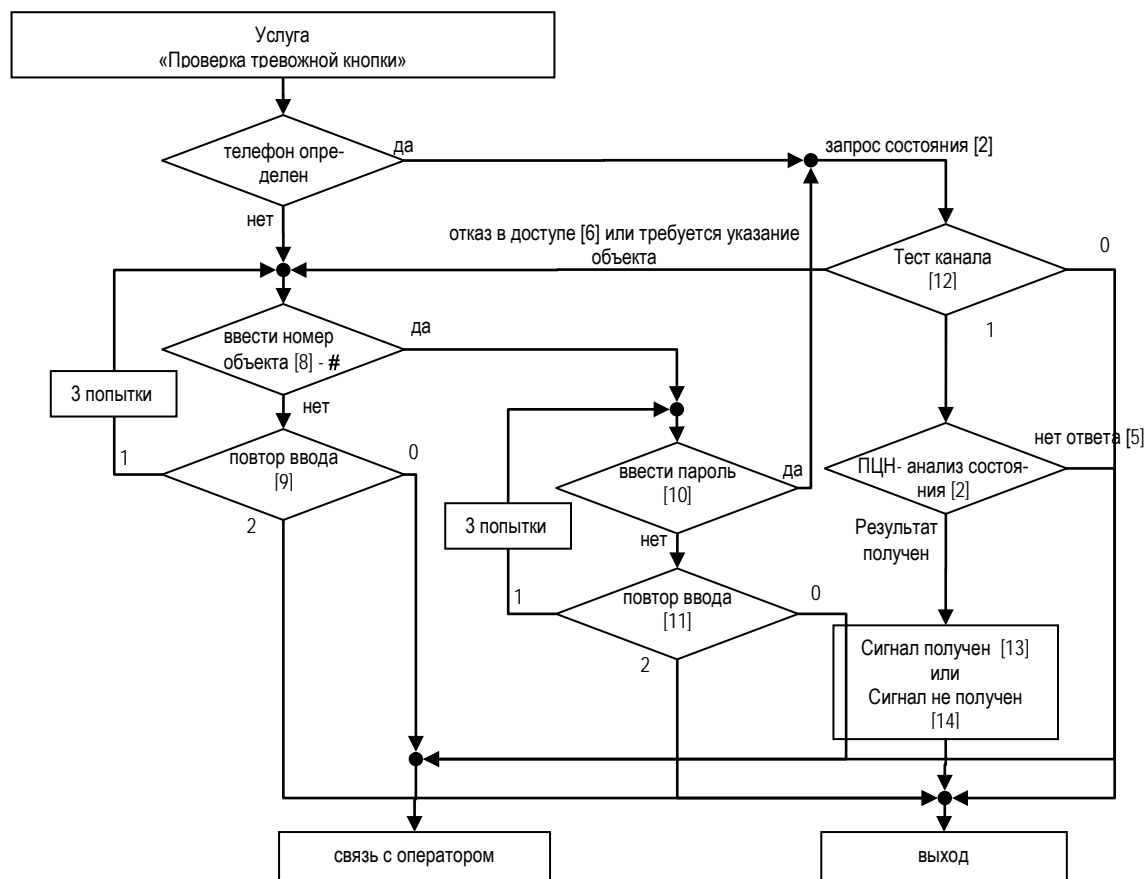 Услуга
«Проверка тревожной кнопки»
телефон опре-
делен
да
запрос состояния [2]
нет
отказ в доступе [6] или требуется указание
объекта
Тест канала
[12]
0
1
ввести номер
объекта [8] - #
да
3 попытки
нет
повтор ввода
[9]
1
0
2
ввести пароль
[10]
да
3 попытки
нет
повтор ввода
[11]
1
0
2
нет ответа [5]
ПЦН- анализ состоя-
ния [2]
Результат
получен
Сигнал получен [13]
или
Сигнал не получен
[14]
связь с оператором
выход